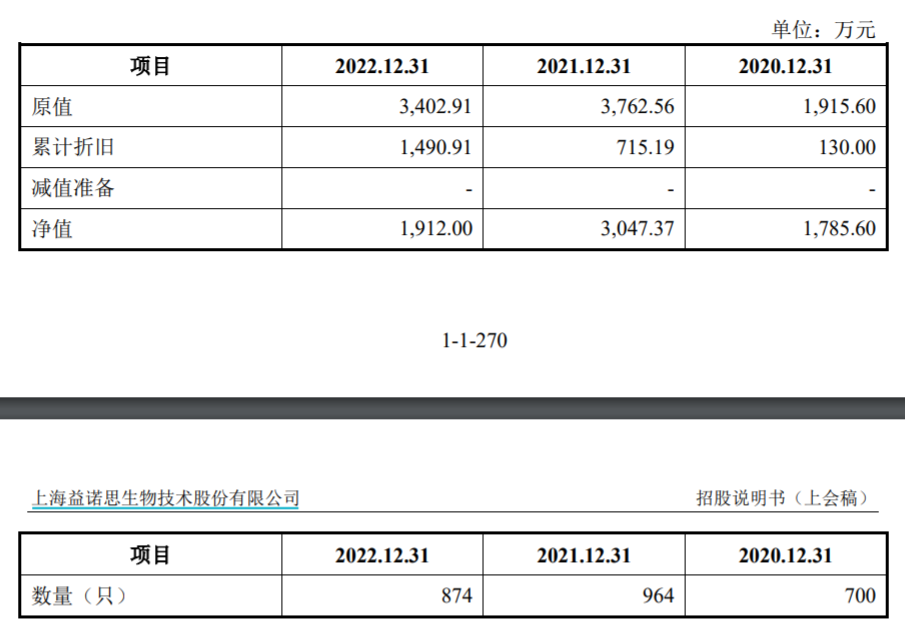 单位：万元
项目 2022.12.31 2021.12.31 2020.12.31
原值 3,402.91 3,762.56 1,915.60
累计折旧 1,490.91 715.19 130.00
减值准备 - - -
净值 1,912.00 3,047.37 1,785.60
1-1-270
上海益诺思生物技术股份有限公司 招股说明书（上会稿）
项目 2022.12.31 2021.12.31 2020.12.31
数量（只） 874 964 700